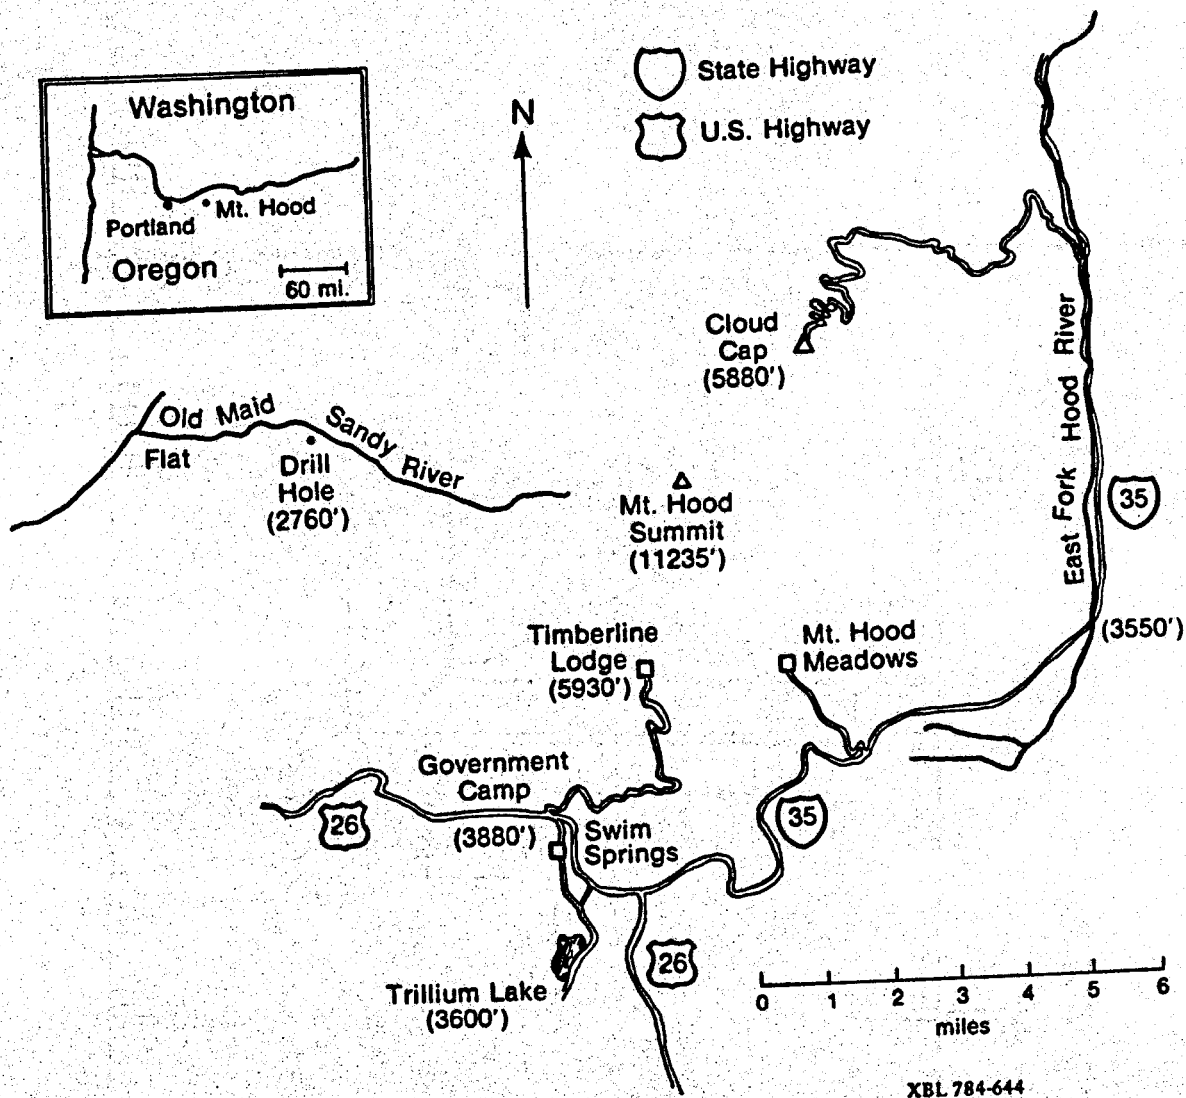 State Highway
U.S. Highway
Washington
Mt. Hood
Portland
Oregon
60 mi.
N
Cloud
Cap
(5880')
Old Maid
Flat
Sandy River
Drill
Hole
(2760')
Mt. Hood
Summit
(11235')
East Fork Hood River
35
(3550')
Timberline
Lodge
(5930')
Mt. Hood
Meadows
Government
Camp
(3880')
26
Swim
Springs
35
26
Trillium Lake
(3600')
0 1 2 3 4 5 6
miles
XBL 784-644